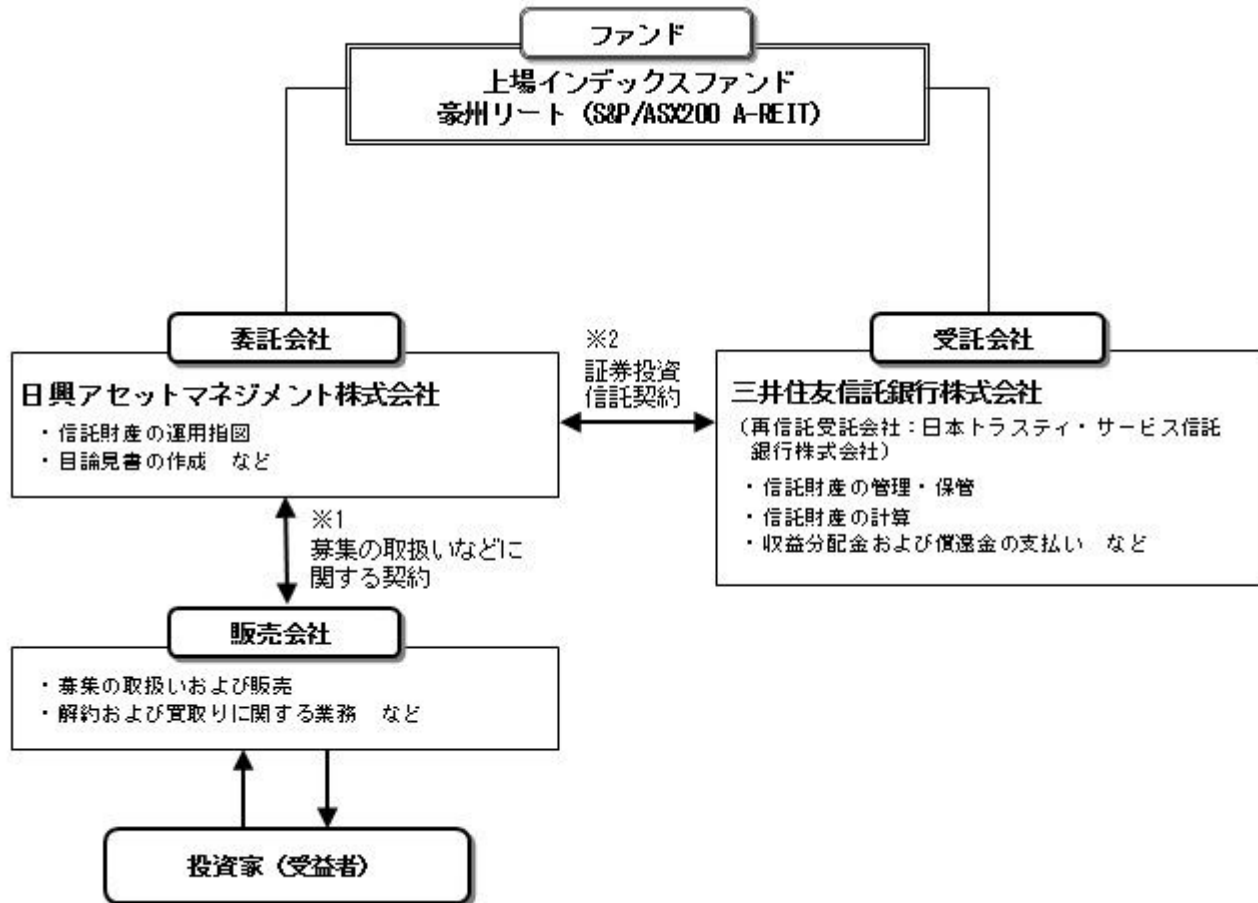 ファンド
上場インデックスファンド
豪州リート（S&P/ASX200 A-REIT）
委託会社
日興アセットマネジメント株式会社
・信託財産の運用指図
・目論見書の作成　など
※2
証券投資
信託契約
受託会社
三井住友信託銀行株式会社
（再信託受託会社：日本トラスティ・サービス信託
銀行株式会社）
・信託財産の管理・保管
・信託財産の計算
・収益分配金および償還金の支払い　など
※1
募集の取扱いなどに
関する契約
販売会社
・募集の取扱いおよび販売
・解約および買取りに関する業務　など
投資家（受益者）